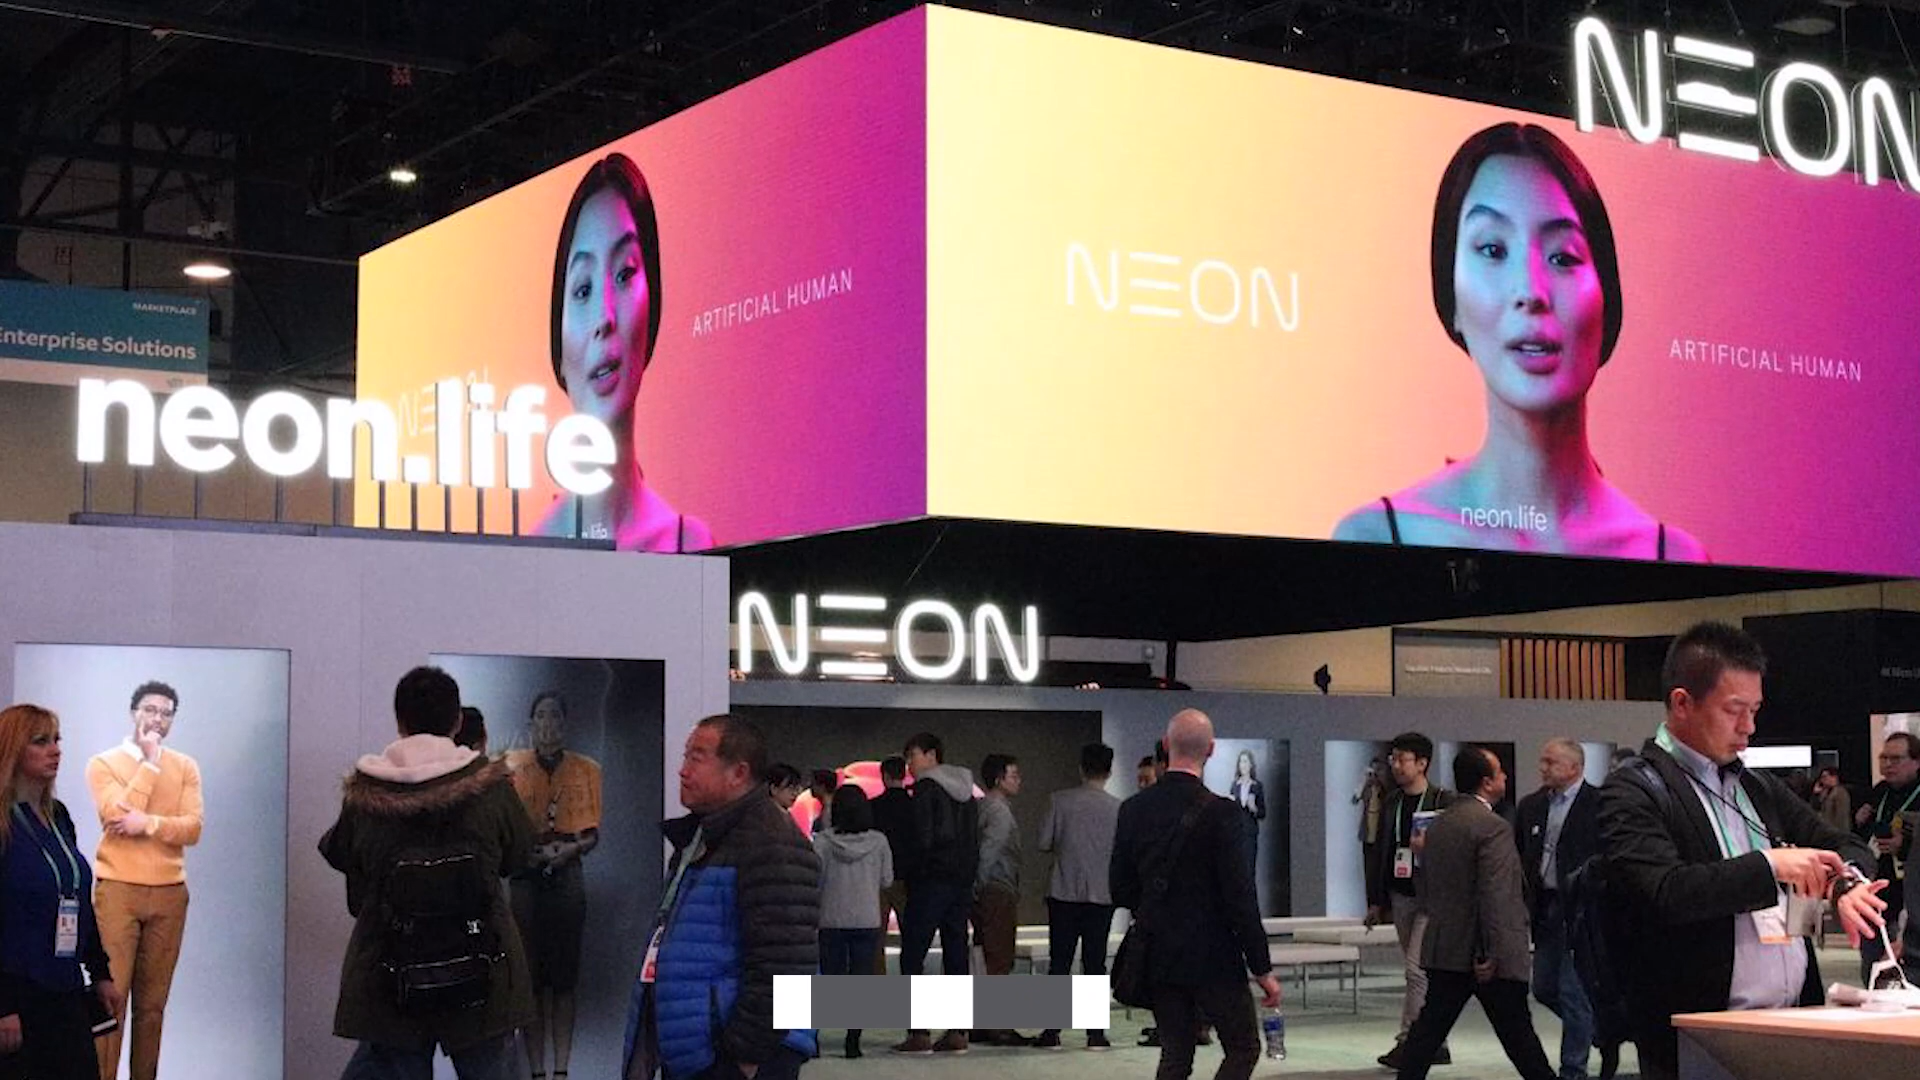 NEON
MARKETPLACE
Enterprise Solutions
NEON
ARTIFICIAL HUMAN
ARTIFICIAL HUMAN
neon.life
neon.life
NEON